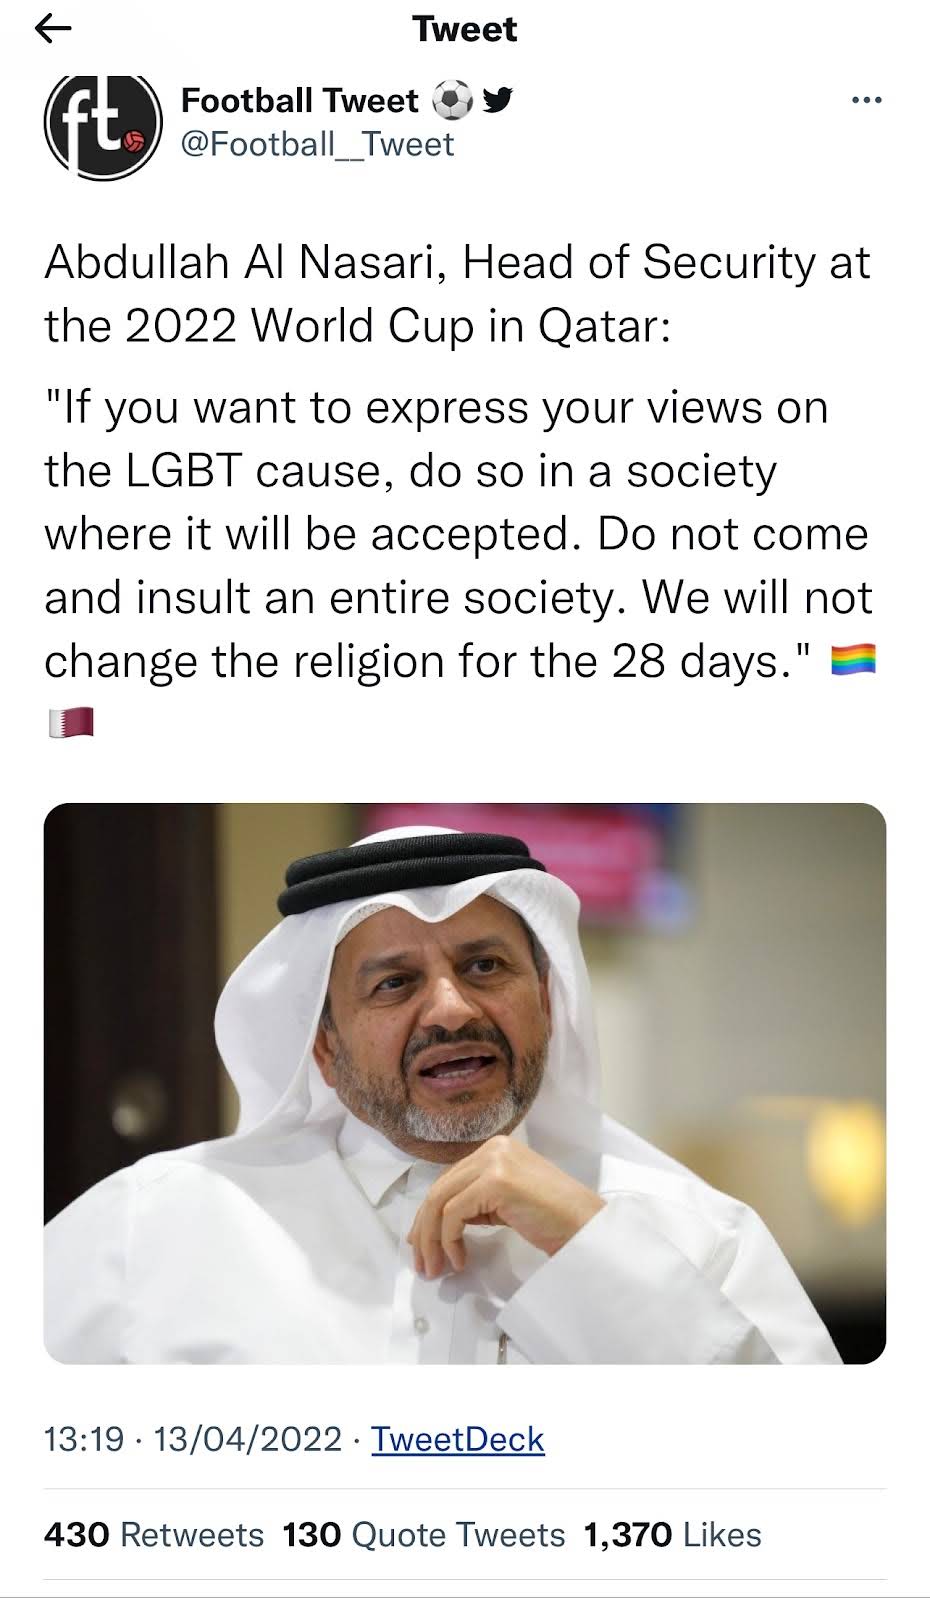 Tweet
ft.
Football Tweet ⚽
@Football__Tweet
Abdullah Al Nasari, Head of Security at
the 2022 World Cup in Qatar:
"If you want to express your views on
the LGBT cause, do so in a society
where it will be accepted. Do not come
and insult an entire society. We will not
change the religion for the 28 days." 🏳️‍🌈
🇶🇦
13:19 · 13/04/2022 · TweetDeck
430 Retweets 130 Quote Tweets 1,370 Likes